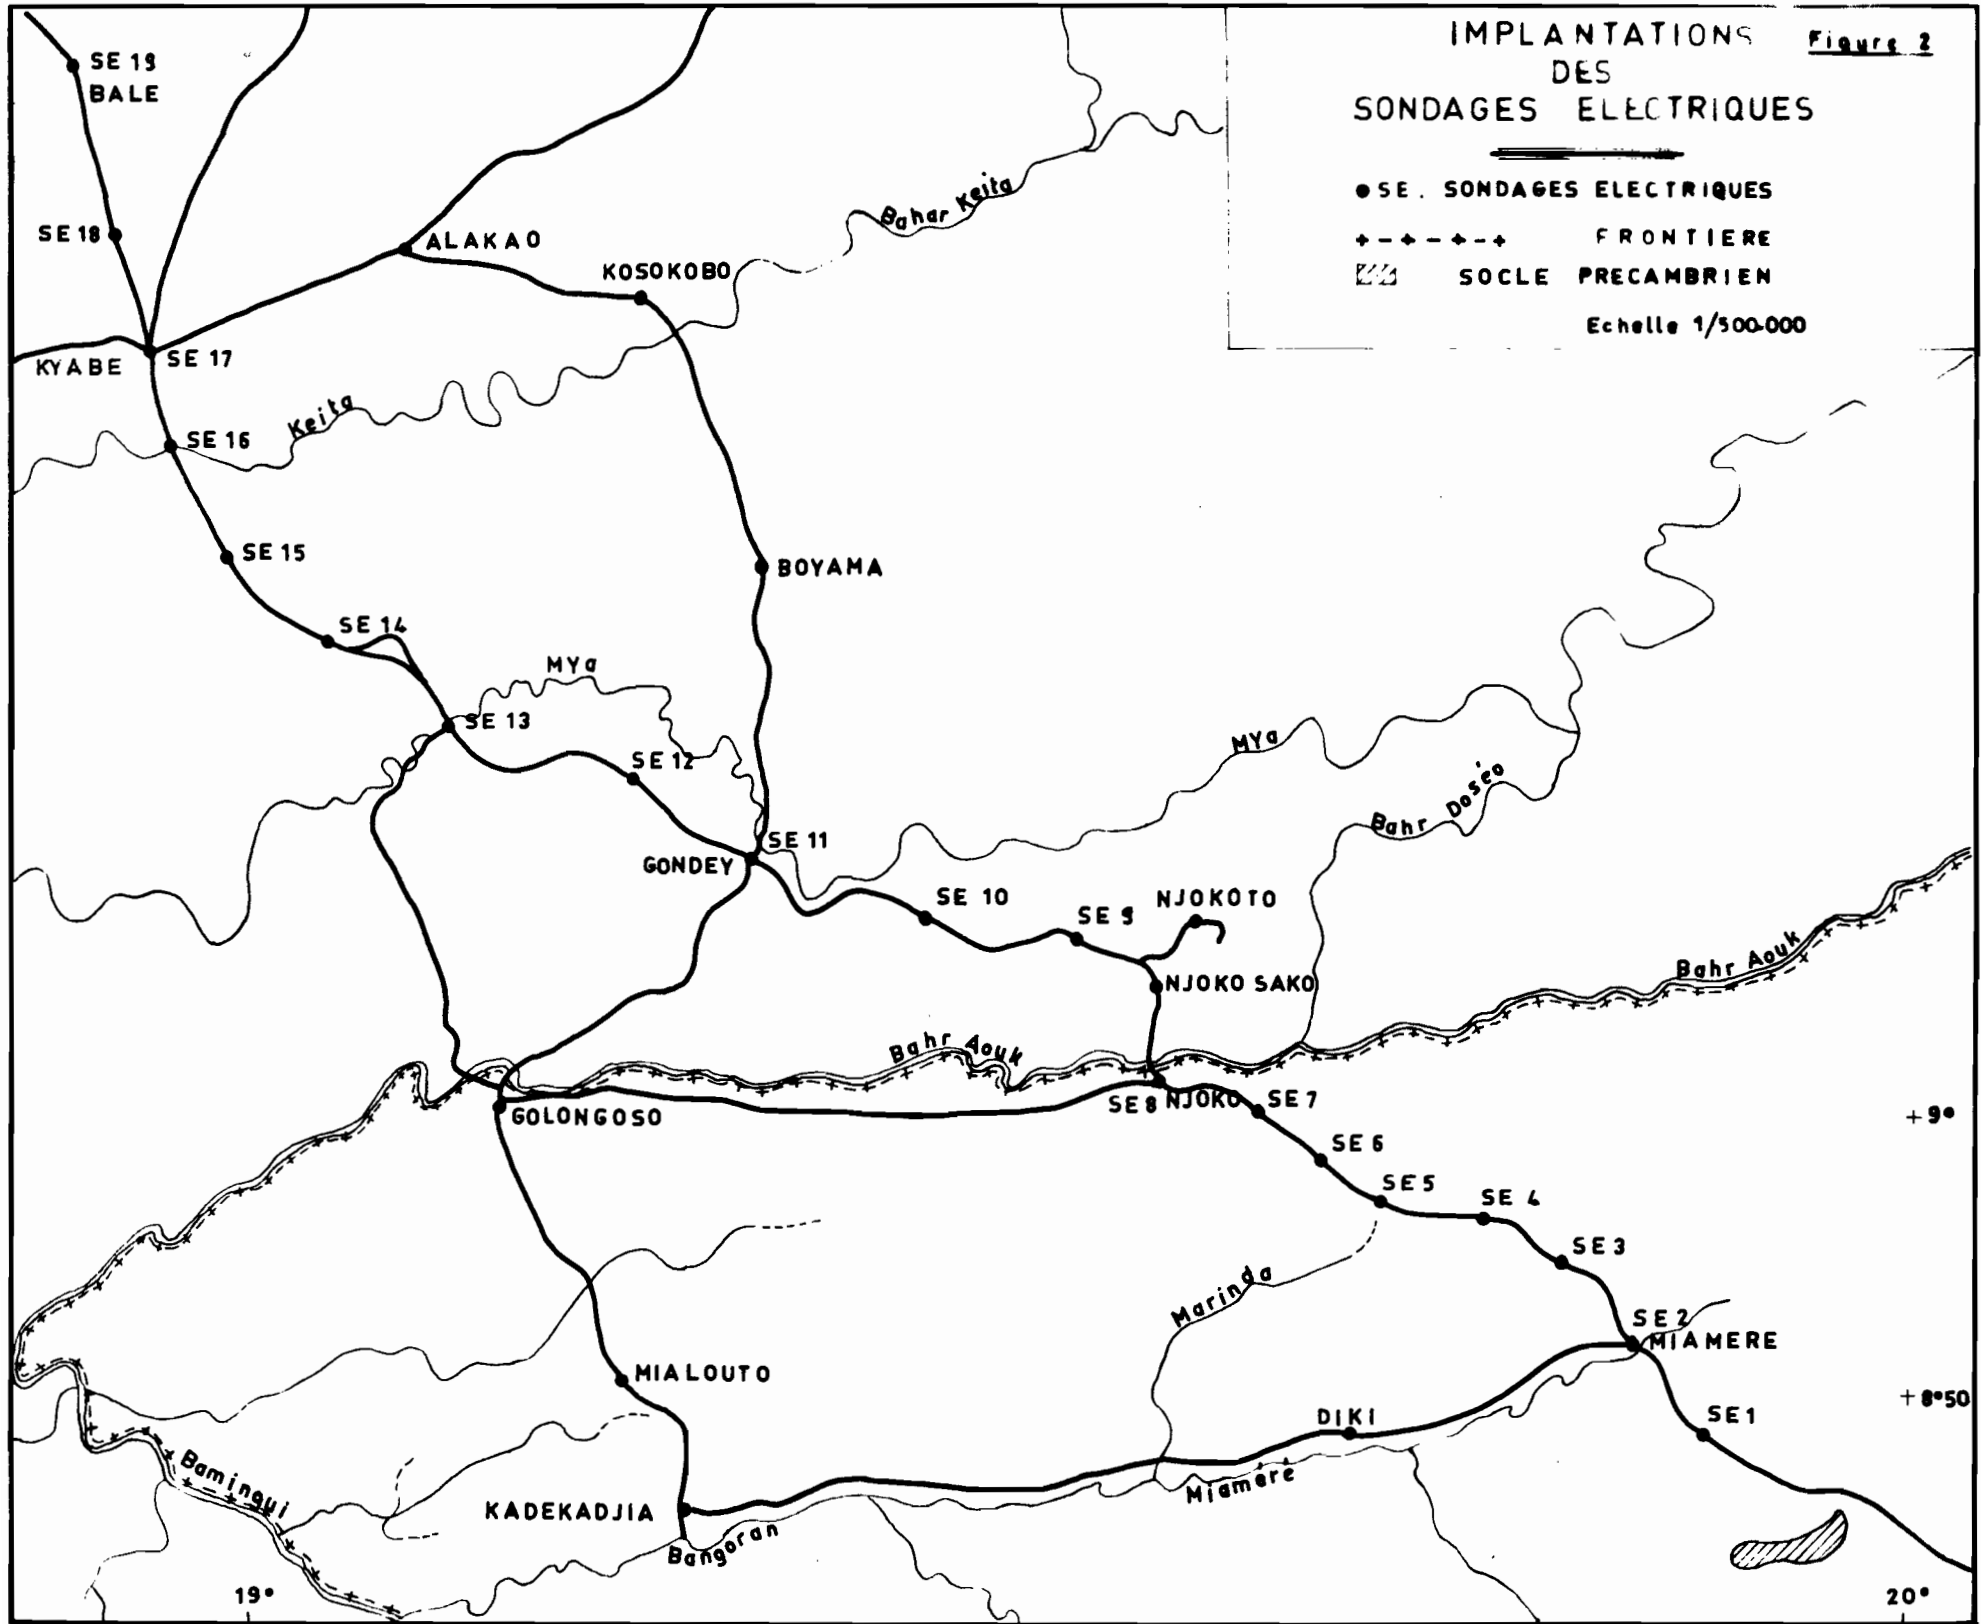 IMPLANTATIONS
Figure 2
DES
SONDAGES ELECTRIQUES
SE. SONDAGES ELECTRIQUES
FRONTIERE
SOCLE PRECAMBRIEN
Echelle 1/500.000
SE 19
BALE
SE 18
ALAKAO
KOSOKOBO
Bahar Keita
KYABE
SE 17
Keita
SE 16
SE 15
BOYAMA
SE 14
MYa
SE 13
SE 12
MYa
Bahr Doséo
SE 11
GONDEY
SE 10
SE 9
NJOKOTO
NJOKO SAKO
Bahr Aouk
Bahr Aouk
GOLONGOSO
SE 8
NJOKO
SE 7
+9°
SE 6
SE 5
SE 4
SE 3
Marinda
SE 2
MIAMERE
MIALOUTO
+8°50
DIKI
SE 1
Bamingui
Miaméré
KADEKADJIA
Bangoran
19°
20°